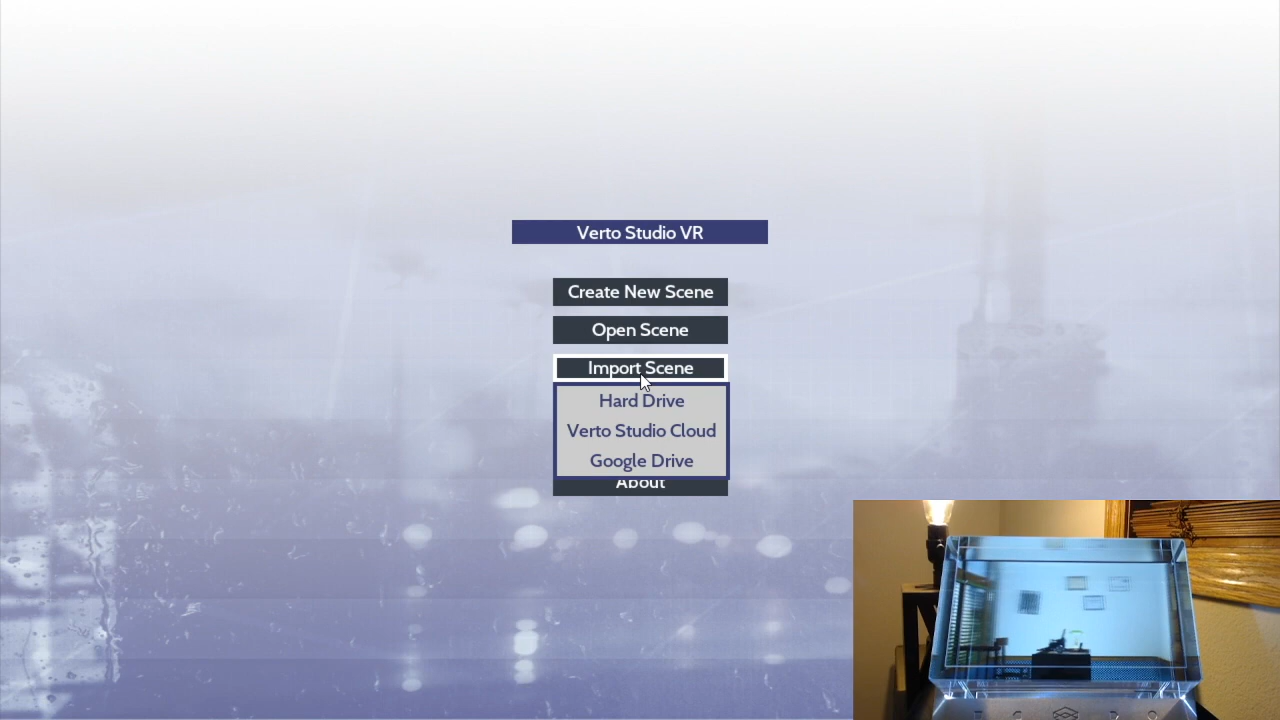 Verto Studio VR
Create New Scene
Open Scene
Import Scene
Hard Drive
Verto Studio Cloud
Google Drive
About